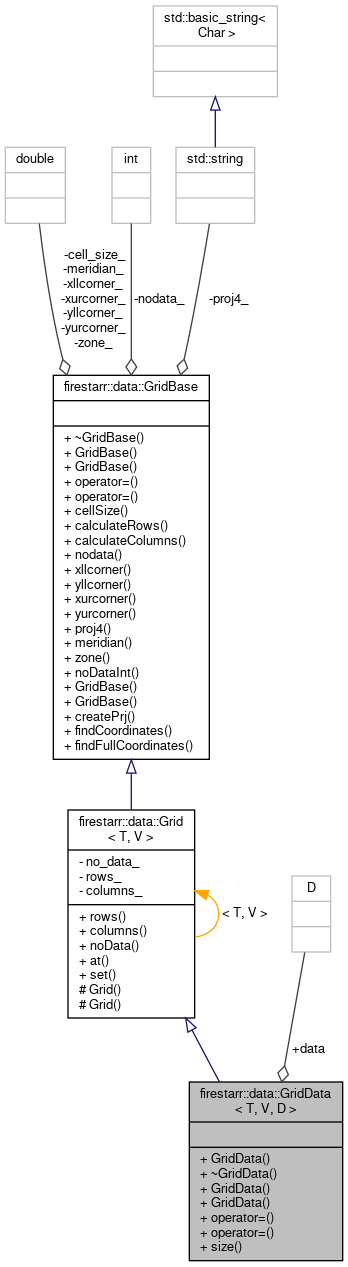 std::basic_string<
Char >
double
int
std::string
-cell_size_
-meridian_
-xllcorner_
-xurcorner_
-yllcorner_
-yurcorner_
-zone_
-nodata_
-proj4_
firestarr::data::GridBase
+ ~GridBase()
+ GridBase()
+ GridBase()
+ operator=()
+ operator=()
+ cellSize()
+ calculateRows()
+ calculateColumns()
+ nodata()
+ xllcorner()
+ yllcorner()
+ xurcorner()
+ yurcorner()
+ proj4()
+ meridian()
+ zone()
+ noDataInt()
+ GridBase()
+ GridBase()
+ createPrj()
+ findCoordinates()
+ findFullCoordinates()
firestarr::data::Grid
< T, V >
- no_data_
- rows_
- columns_
+ rows()
+ columns()
+ noData()
+ at()
+ set()
# Grid()
# Grid()
< T, V >
D
+data
firestarr::data::GridData
< T, V, D >
+ GridData()
+ ~GridData()
+ GridData()
+ GridData()
+ operator=()
+ operator=()
+ size()